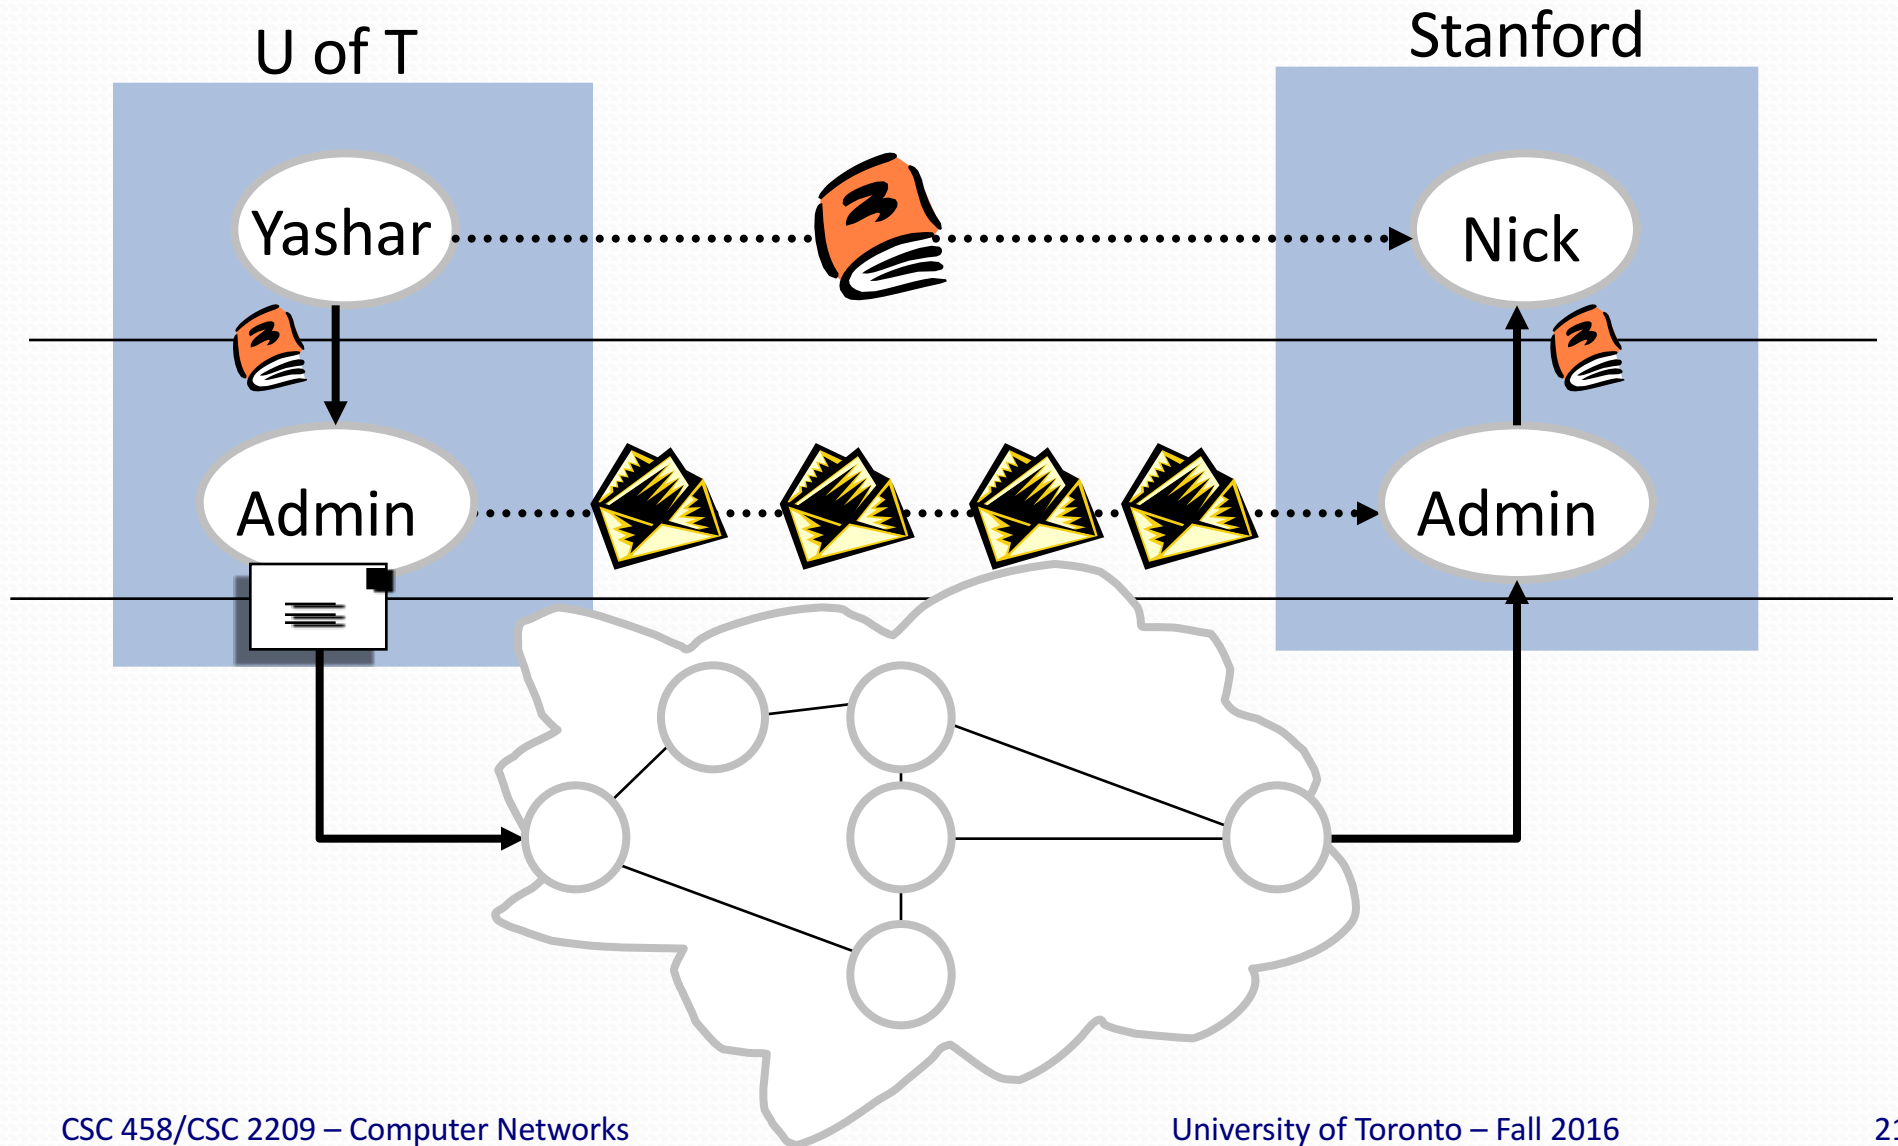 U of T
Stanford
Yashar
Nick
Admin
Admin
CSC 458/CSC 2209 – Computer Networks
University of Toronto – Fall 2016